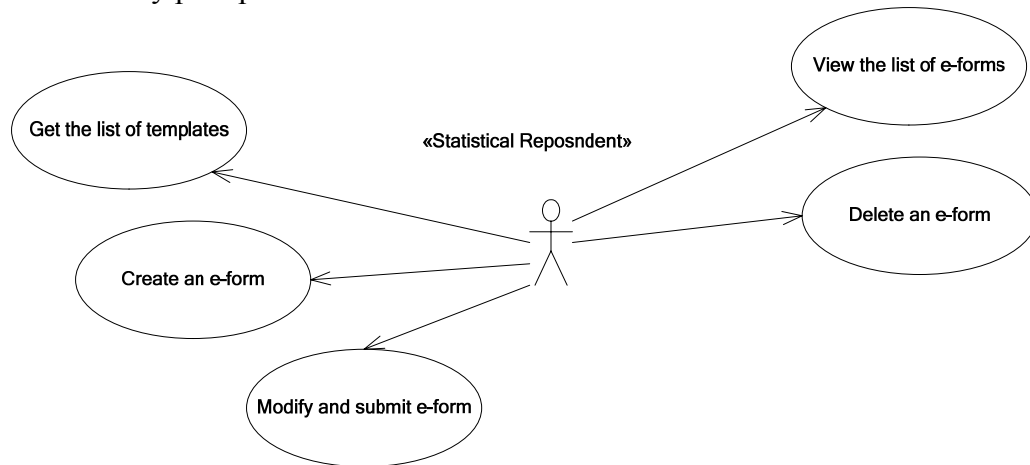 View the list of e-forms
Get the list of templates
«Statistical Reposndent»
Delete an e-form
Create an e-form
Modify and submit e-form